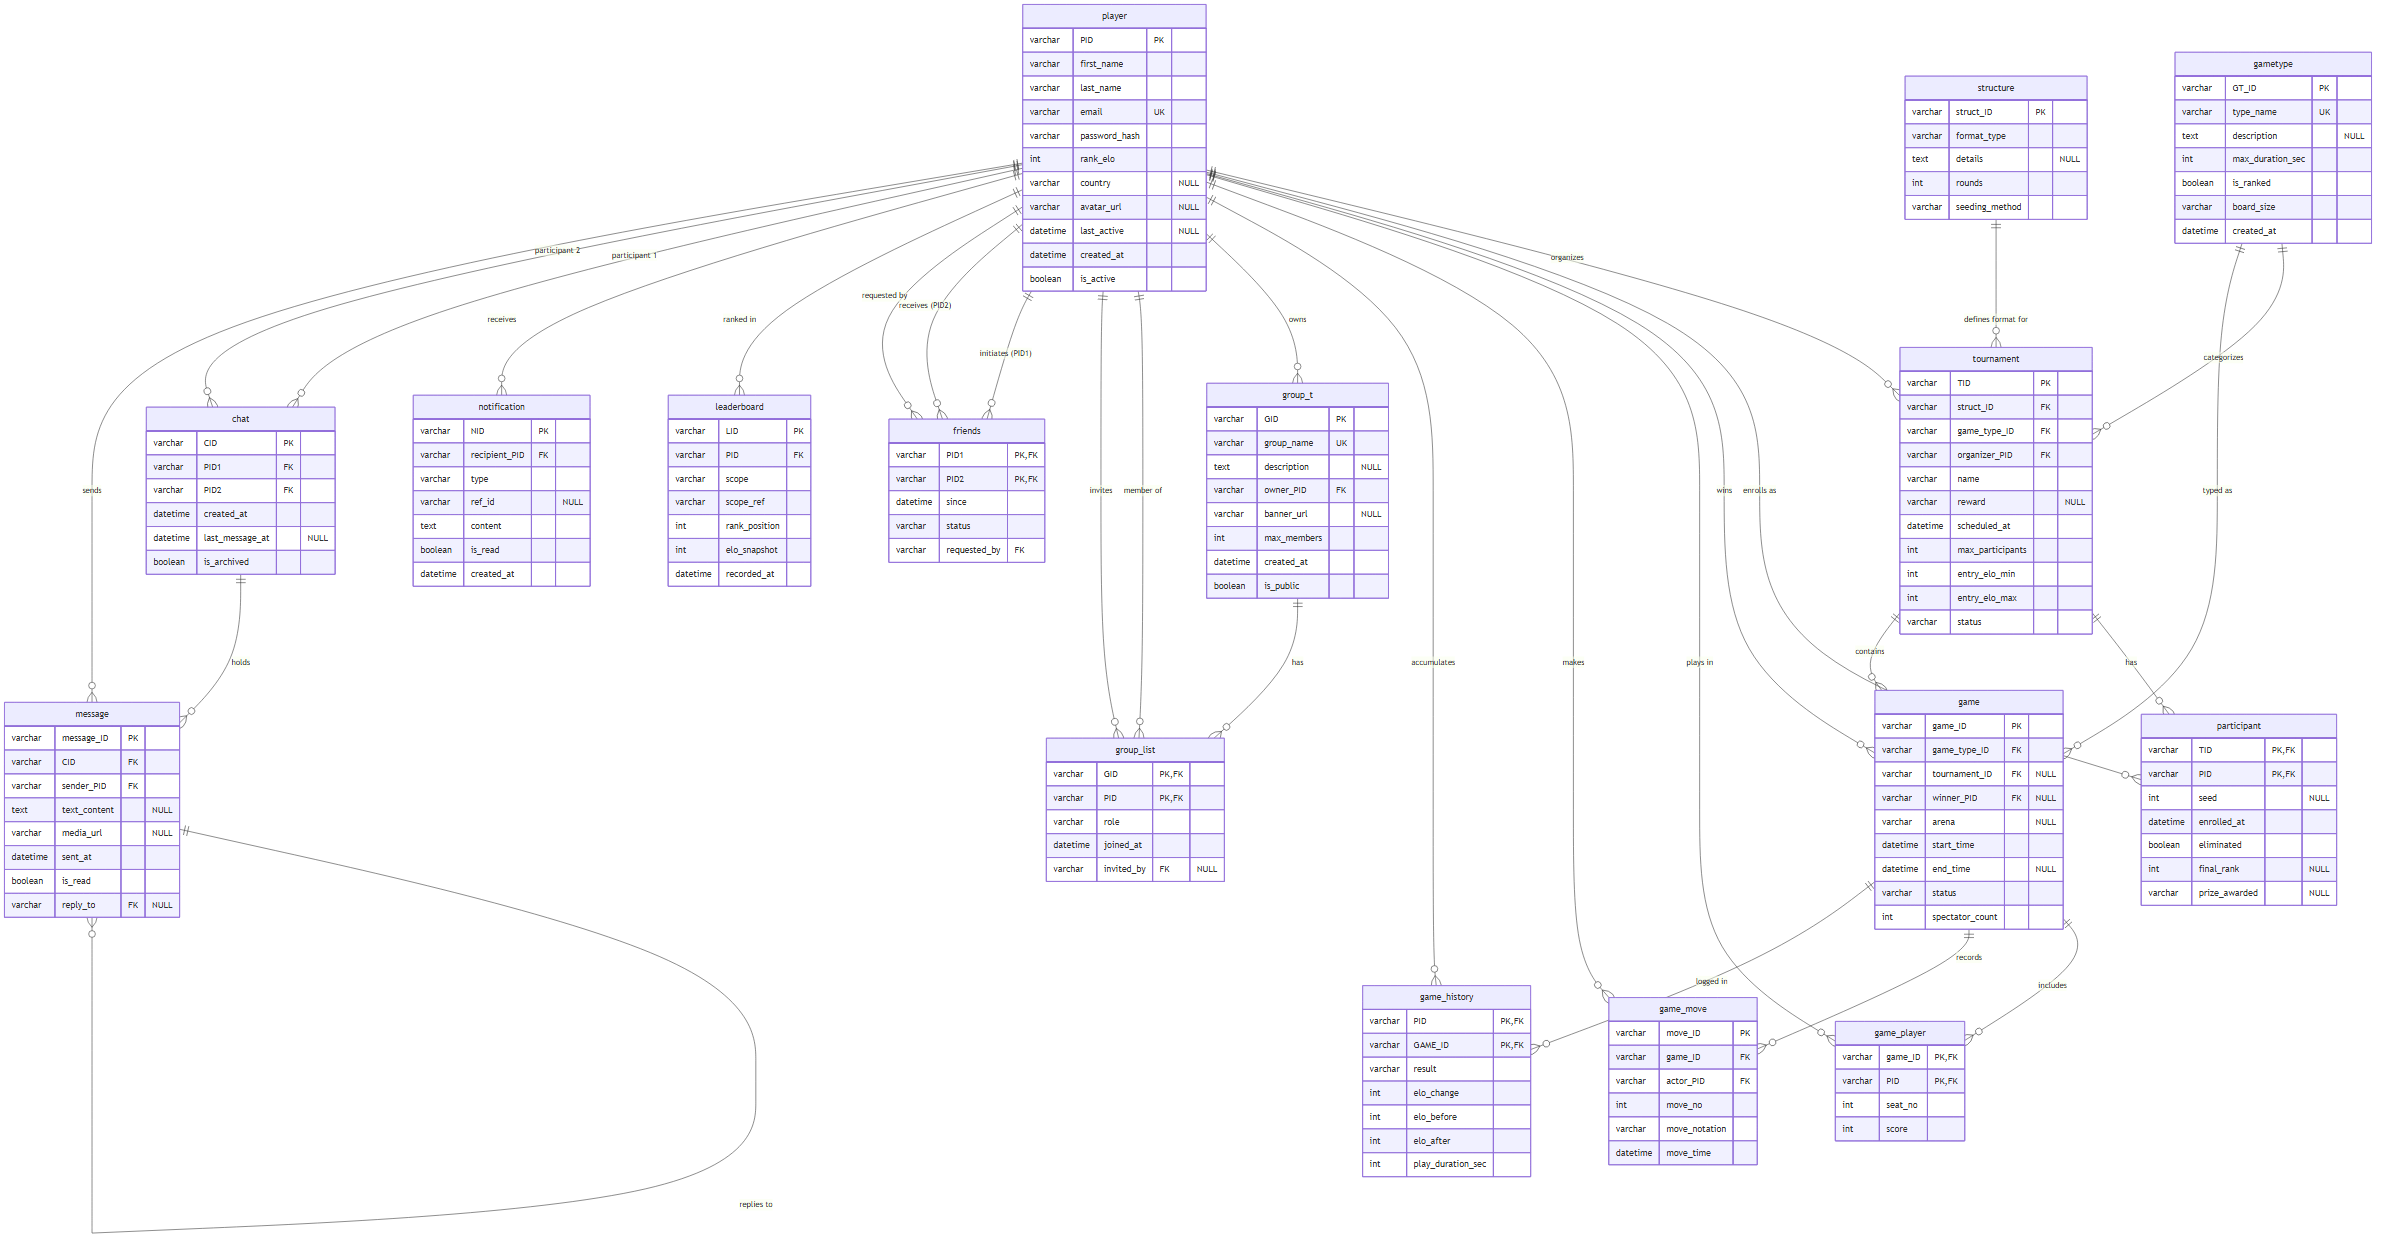 player
varchar PID PK
varchar first_name
varchar last_name
varchar email UK
varchar password_hash
int rank_elo
varchar country NULL
varchar avatar_url NULL
datetime last_active NULL
datetime created_at
boolean is_active
structure
varchar struct_ID PK
varchar format_type
text details NULL
int rounds
varchar seeding_method
gametype
varchar GT_ID PK
varchar type_name UK
text description NULL
int max_duration_sec
boolean is_ranked
varchar board_size
datetime created_at
participant 2
participant 1
organizes
requested by
receives (PID2)
receives
ranked in
owns
defines format for
initiates (PID1)
categorizes
chat
varchar CID PK
varchar PID1 FK
varchar PID2 FK
datetime created_at
datetime last_message_at NULL
boolean is_archived
notification
varchar NID PK
varchar recipient_PID FK
varchar type
varchar ref_id NULL
text content
boolean is_read
datetime created_at
leaderboard
varchar LID PK
varchar PID FK
varchar scope
varchar scope_ref
int rank_position
int elo_snapshot
datetime recorded_at
friends
varchar PID1 PK,FK
varchar PID2 PK,FK
datetime since
varchar status
varchar requested_by FK
group_t
varchar GID PK
varchar group_name UK
text description NULL
varchar owner_PID FK
varchar banner_url NULL
int max_members
datetime created_at
boolean is_public
tournament
varchar TID PK
varchar struct_ID FK
varchar game_type_ID FK
varchar organizer_PID FK
varchar name
varchar reward NULL
datetime scheduled_at
int max_participants
int entry_elo_min
int entry_elo_max
varchar status
sends
invites
member of
wins
enrolls as
typed as
holds
has
accumulates
makes
plays in
contains
has
message
varchar message_ID PK
varchar CID FK
varchar sender_PID FK
text text_content NULL
varchar media_url NULL
datetime sent_at
boolean is_read
varchar reply_to FK NULL
group_list
varchar GID PK,FK
varchar PID PK,FK
varchar role
datetime joined_at
varchar invited_by FK NULL
game
varchar game_ID PK
varchar game_type_ID FK
varchar tournament_ID FK NULL
varchar winner_PID FK NULL
varchar arena NULL
datetime start_time
datetime end_time NULL
varchar status
int spectator_count
participant
varchar TID PK,FK
varchar PID PK,FK
int seed NULL
datetime enrolled_at
boolean eliminated
int final_rank NULL
varchar prize_awarded NULL
records
logged in
includes
game_history
varchar PID PK,FK
varchar GAME_ID PK,FK
varchar result
int elo_change
int elo_before
int elo_after
int play_duration_sec
game_move
varchar move_ID PK
varchar game_ID FK
varchar actor_PID FK
int move_no
varchar move_notation
datetime move_time
game_player
varchar game_ID PK,FK
varchar PID PK,FK
int seat_no
int score
replies to